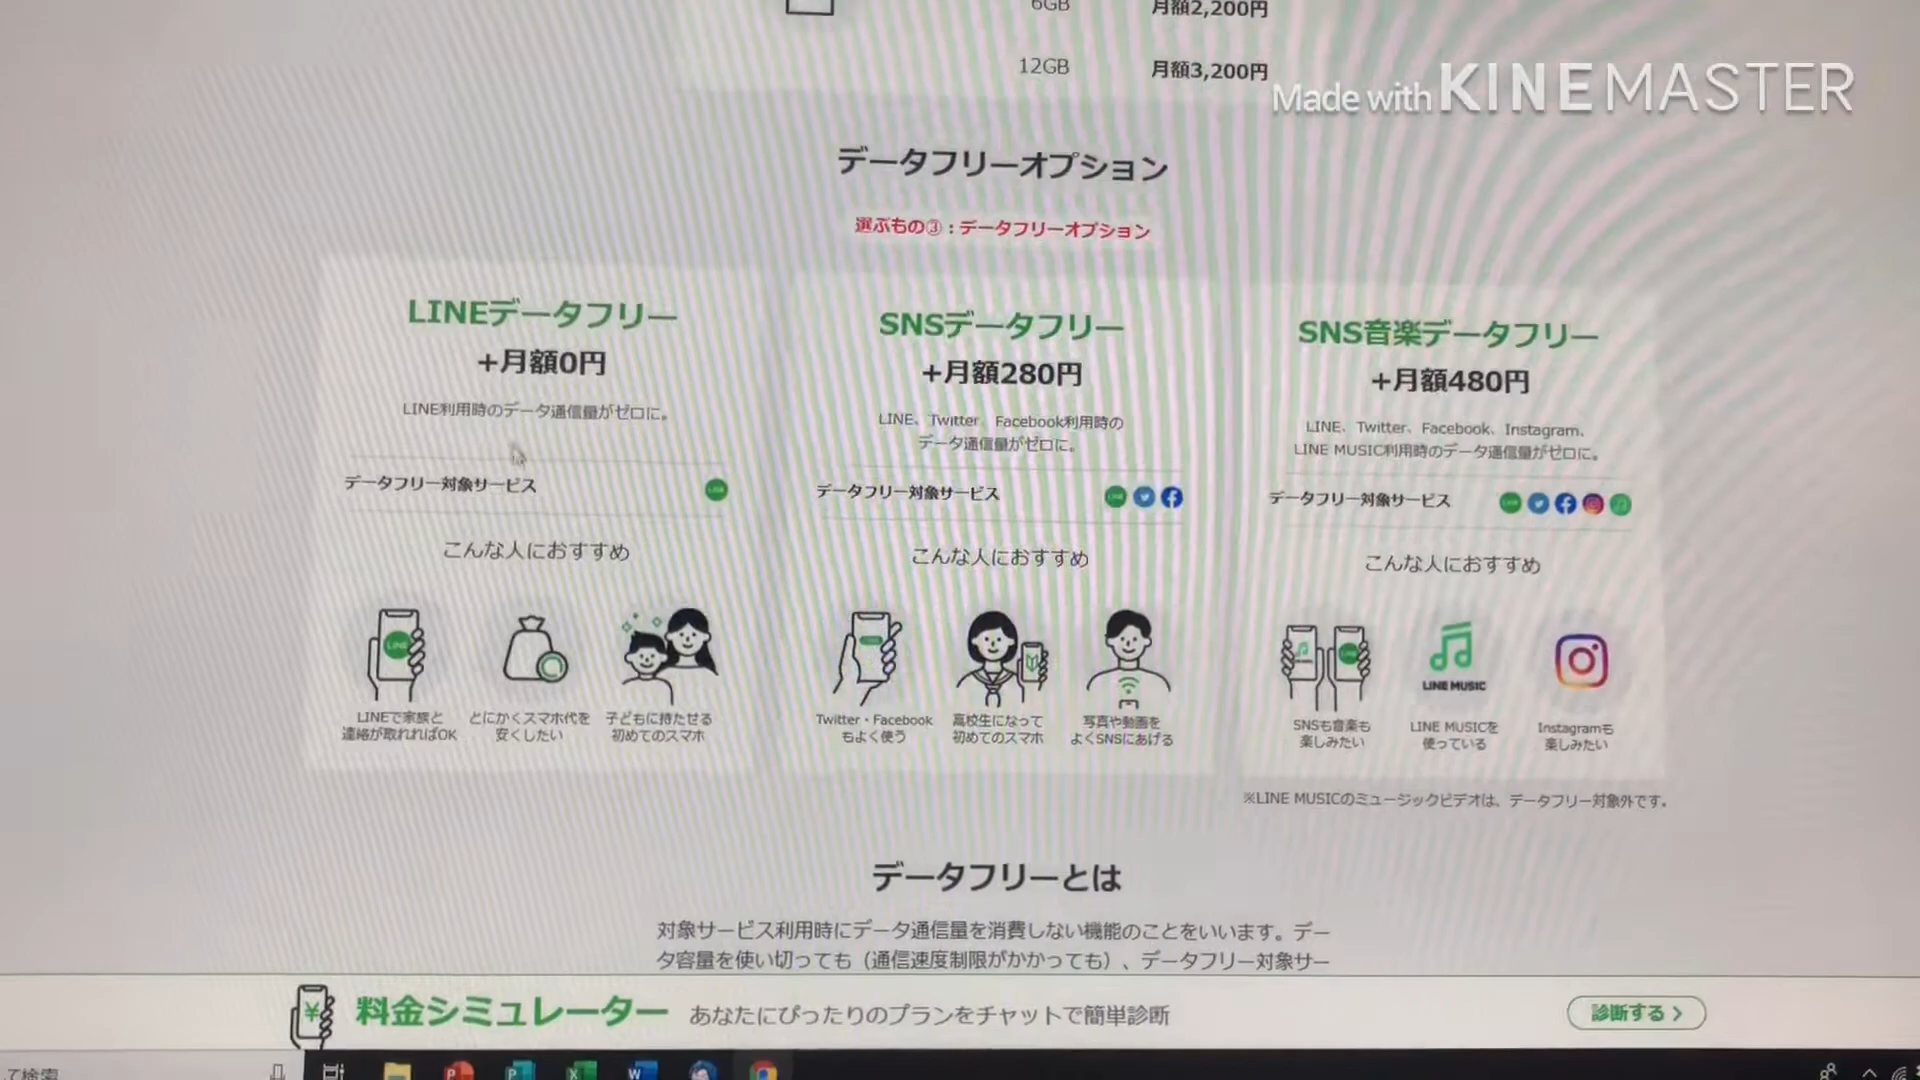 6GB 月額2,200円
12GB 月額3,200円
Made with KINEMASTER
データフリーオプション
選ぶもの③：データフリーオプション
LINEデータフリー
+月額0円
LINE利用時のデータ通信量がゼロに。
データフリー対象サービス
こんな人におすすめ
LINE
LINEで家族と
連絡が取れればOK
とにかくスマホ代を
安くしたい
子どもに持たせる
初めてのスマホ
SNSデータフリー
+月額280円
LINE、Twitter、Facebook利用時の
データ通信量がゼロに。
データフリー対象サービス
こんな人におすすめ
Twitter・Facebook
もよく使う
高校生になって
初めてのスマホ
写真や動画を
よくSNSにあげる
SNS音楽データフリー
+月額480円
LINE、Twitter、Facebook、Instagram、
LINE MUSIC利用時のデータ通信量がゼロに。
データフリー対象サービス
こんな人におすすめ
SNSも音楽も
楽しみたい
LINE MUSIC
LINE MUSICを
使っている
Instagramも
楽しみたい
※LINE MUSICのミュージックビデオは、データフリー対象外です。
データフリーとは
対象サービス利用時にデータ通信量を消費しない機能のことをいいます。デー
タ容量を使い切っても（通信速度制限がかかっても）、データフリー対象サー
料金シミュレーター あなたにぴったりのプランをチャットで簡単診断
診断する >
て検索